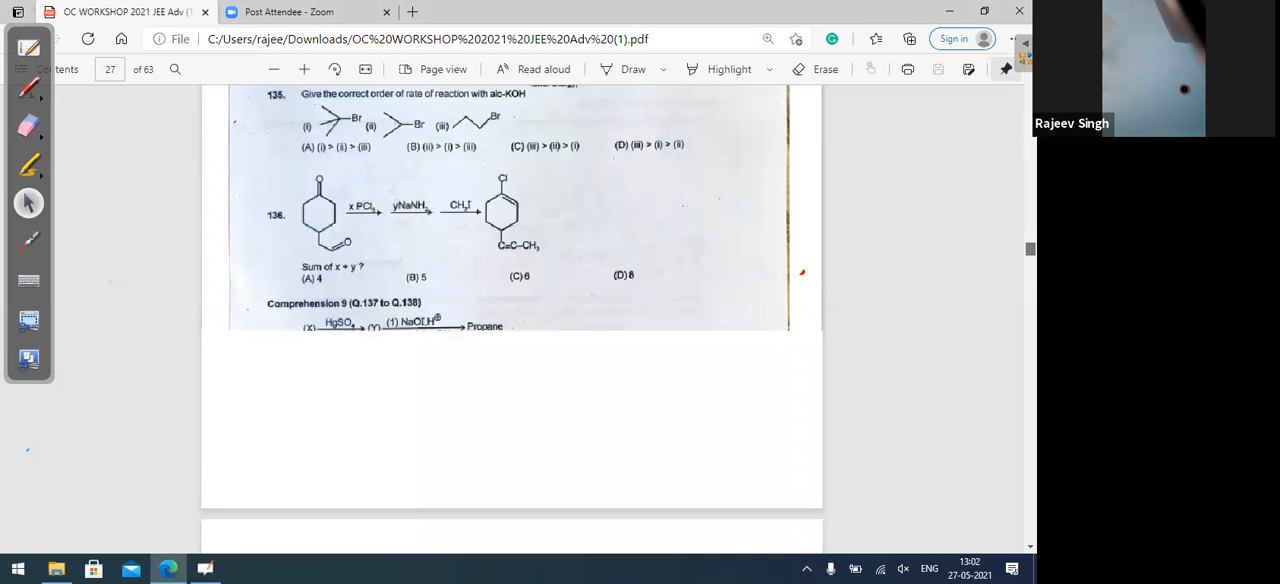 OC WORKSHOP 2021 JEE Adv (1
Post Attendee - Zoom
File
C:/Users/rajee/Downloads/OC%20WORKSHOP%202021%20JEE%20Adv%20(1).pdf
Sign in
27 of 63
Page view
Read aloud
Draw
Highlight
Erase
Rajeev Singh
135. Give the correct order of rate of reaction with alc-KOH
(i) Br (ii) Br (iii) Br
(A) (i) > (ii) > (iii) (B) (ii) > (i) > (iii) (C) (iii) > (ii) > (i) (D) (iii) > (i) > (ii)
O Cl
136. x PCl₅ yNaNH₂ CH₃I
O C≡C–CH₃
Sum of x + y ?
(A) 4 (B) 5 (C) 6 (D) 8
Comprehension 9 (Q.137 to Q.138)
(X) HgSO₄ (Y) (1) NaOI,H⊕ Propane
ENG
13:02
27-05-2021